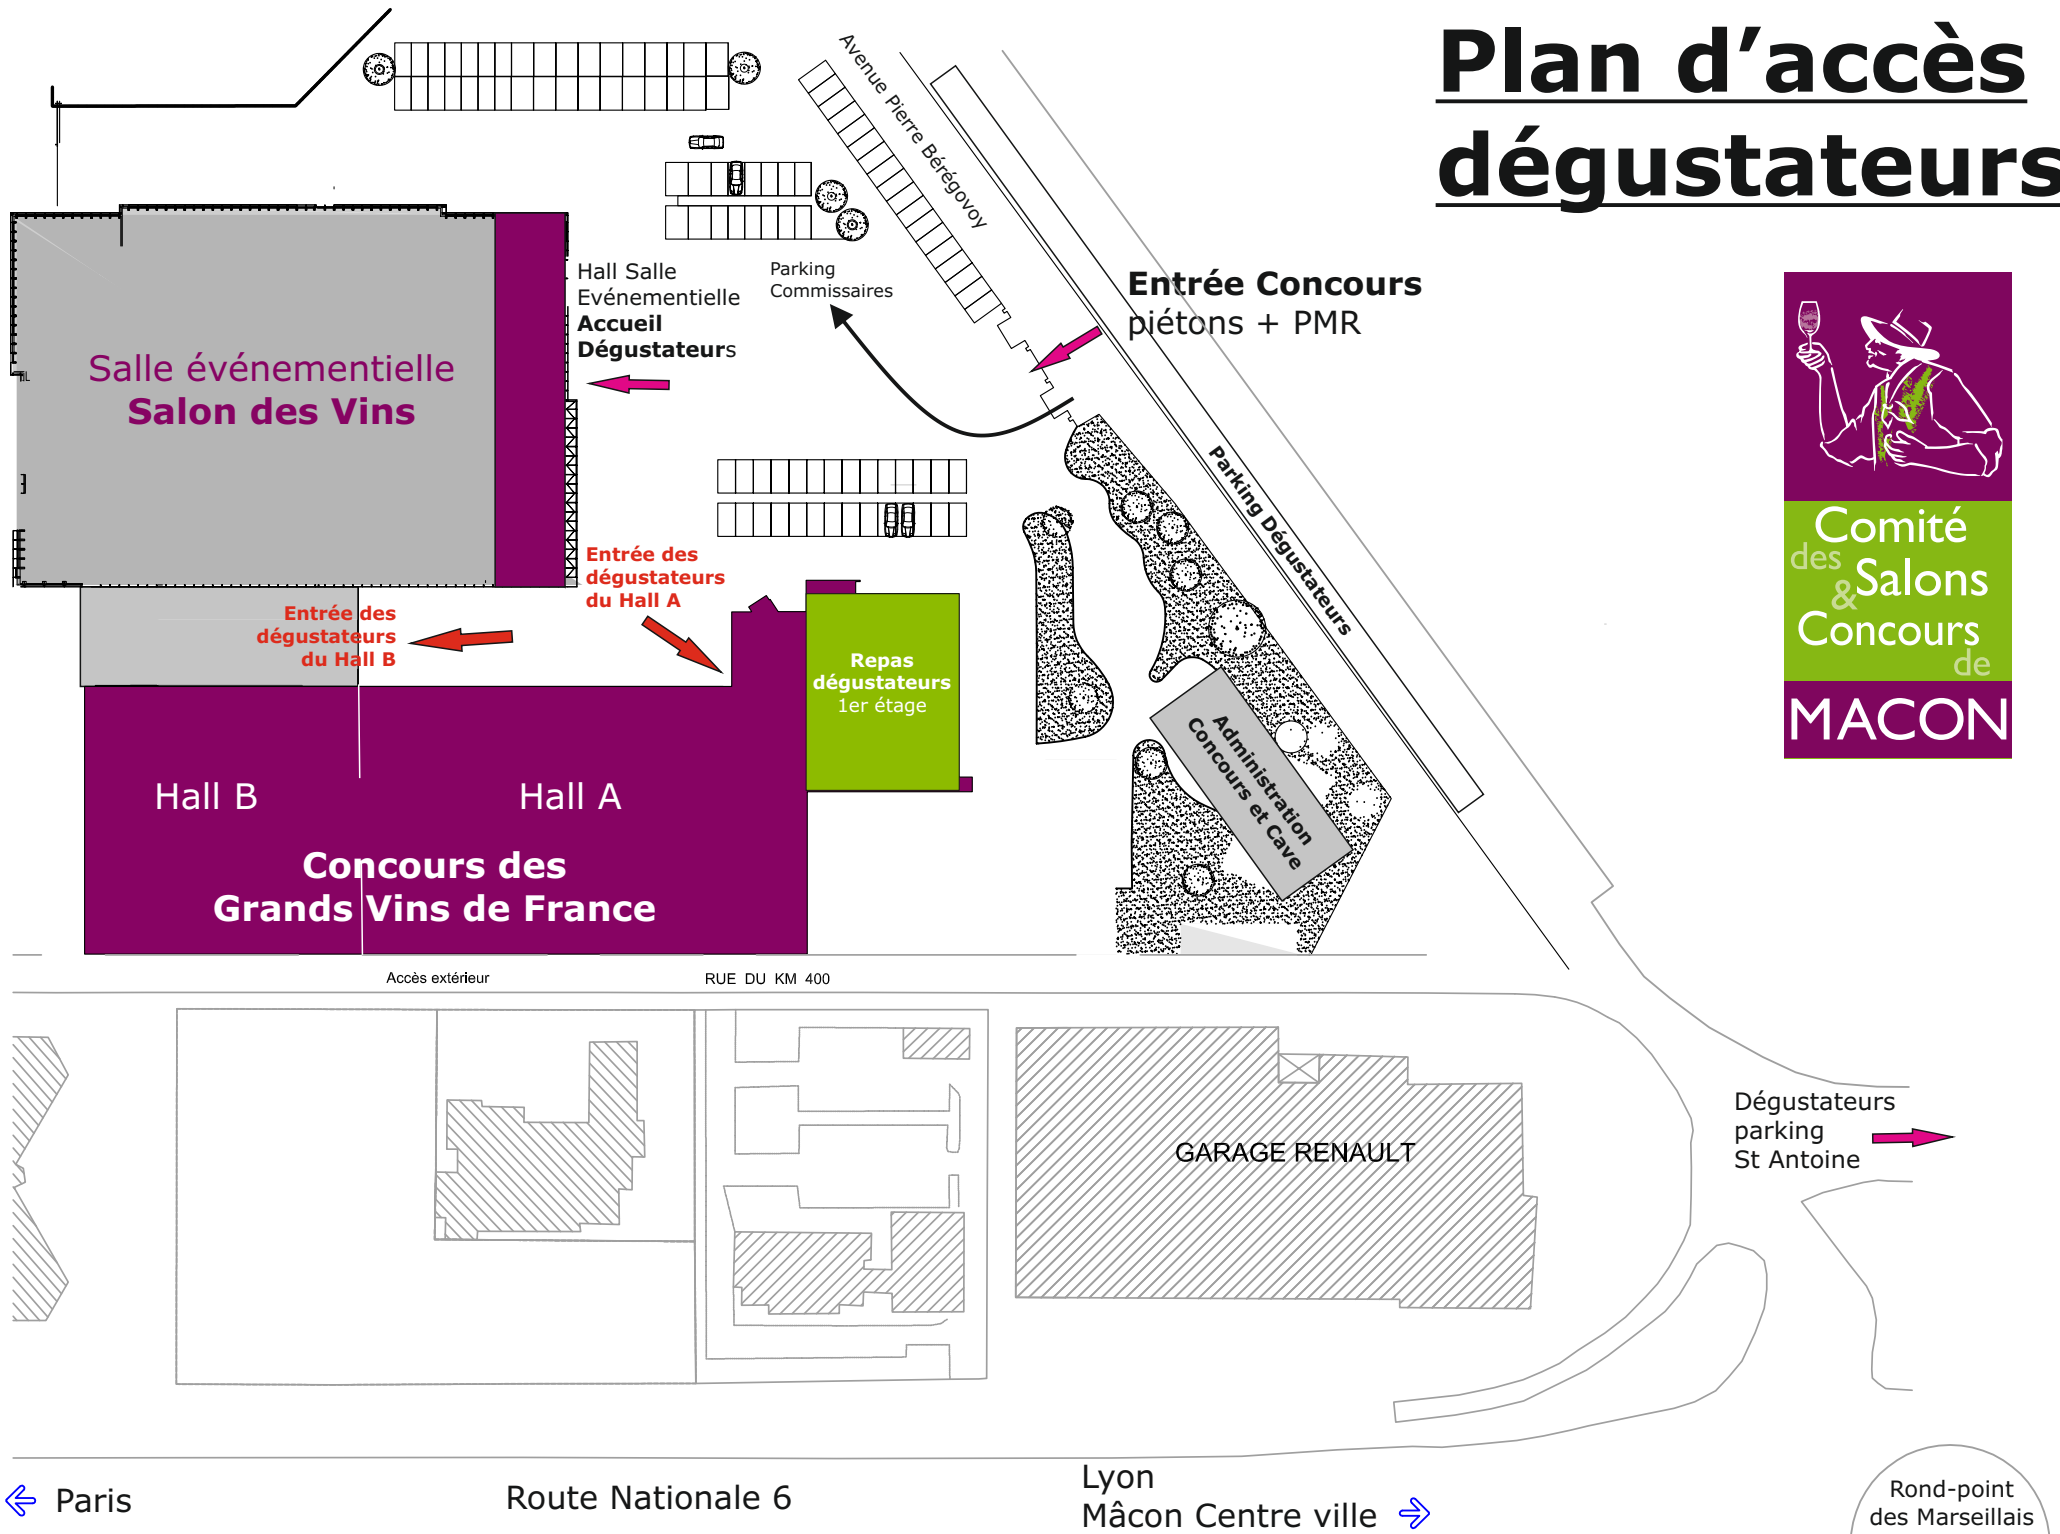 Plan d’accès
dégustateurs
Avenue Pierre Bérégovoy
Hall Salle
Evénementielle
Accueil
Dégustateurs
Parking
Commissaires
Entrée Concours
piétons + PMR
Salle événementielle
Salon des Vins
Parking Dégustateurs
Comité
des
Salons
&
Concours
de
MACON
Entrée des
dégustateurs
du Hall A
Entrée des
dégustateurs
du Hall B
Repas
dégustateurs
1er étage
Administration
Concours et Cave
Hall B
Hall A
Concours des
Grands Vins de France
Accès extérieur
RUE DU KM 400
GARAGE RENAULT
Dégustateurs
parking
St Antoine
Paris
Route Nationale 6
Lyon
Mâcon Centre ville
Rond-point
des Marseillais